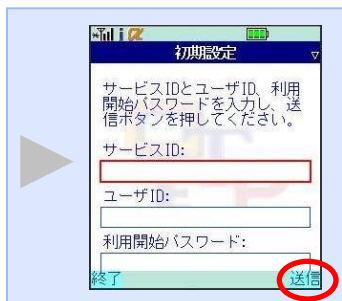 初期設定
サービスIDとユーザID、利用
開始パスワードを入力し、送
信ボタンを押してください。
サービスID:
ユーザID:
利用開始パスワード:
終了 送信